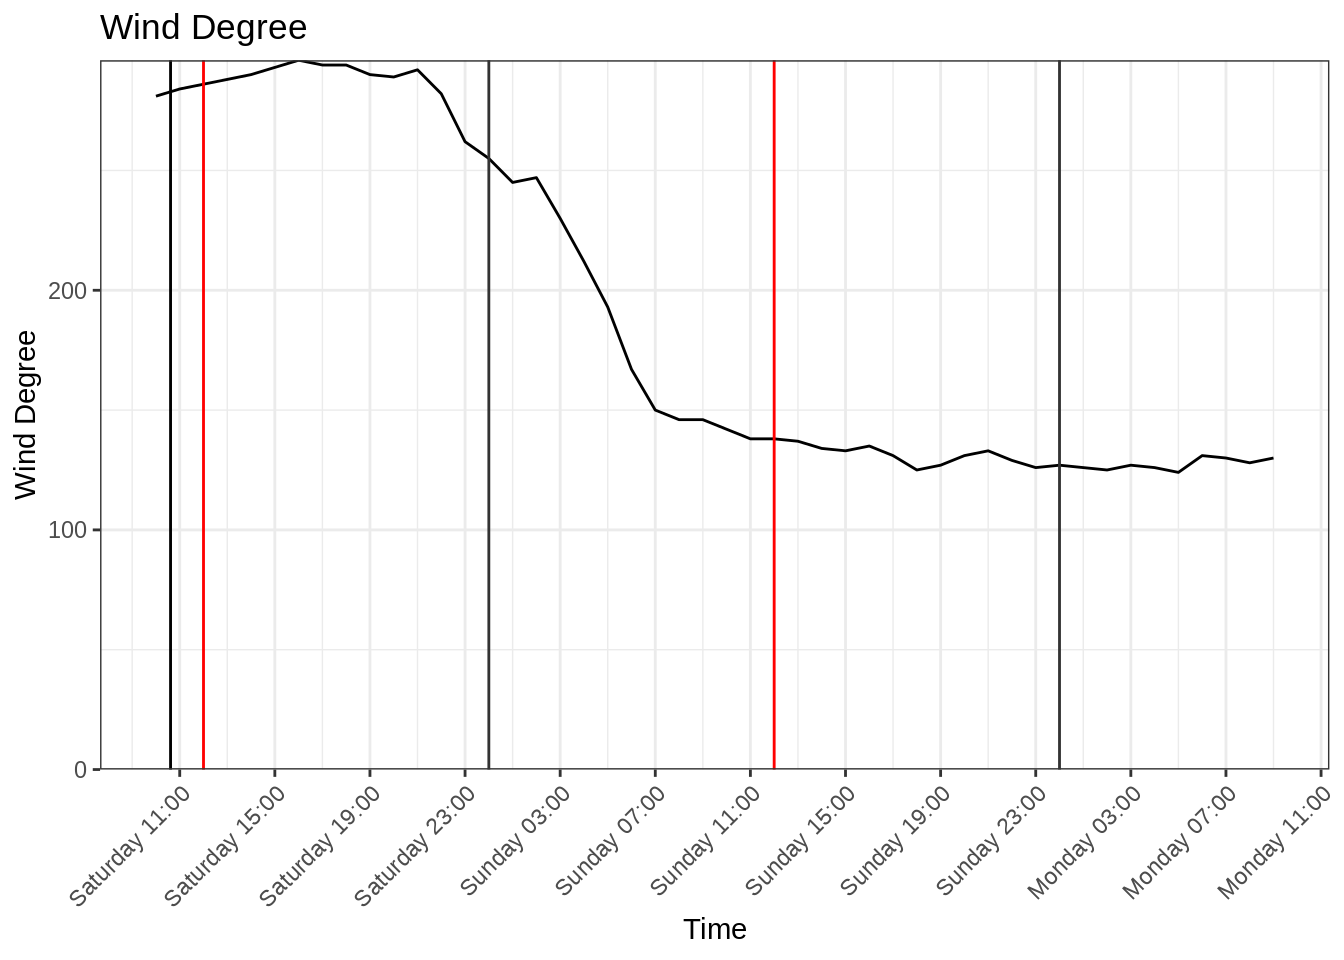 Wind Degree
Wind Degree
200
100
0
Saturday 11:00
Saturday 15:00
Saturday 19:00
Saturday 23:00
Sunday 03:00
Sunday 07:00
Sunday 11:00
Sunday 15:00
Sunday 19:00
Sunday 23:00
Monday 03:00
Monday 07:00
Monday 11:00
Time